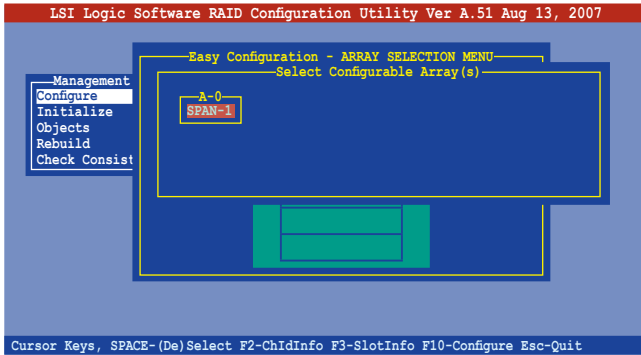 LSI Logic Software RAID Configuration Utility Ver A.51 Aug 13, 2007
Easy Configuration - ARRAY SELECTION MENU
Select Configurable Array(s)
Management
Configure
Initialize
Objects
Rebuild
Check Consist
A-0
SPAN-1
Cursor Keys, SPACE-(De)Select F2-ChIdInfo F3-SlotInfo F10-Configure Esc-Quit